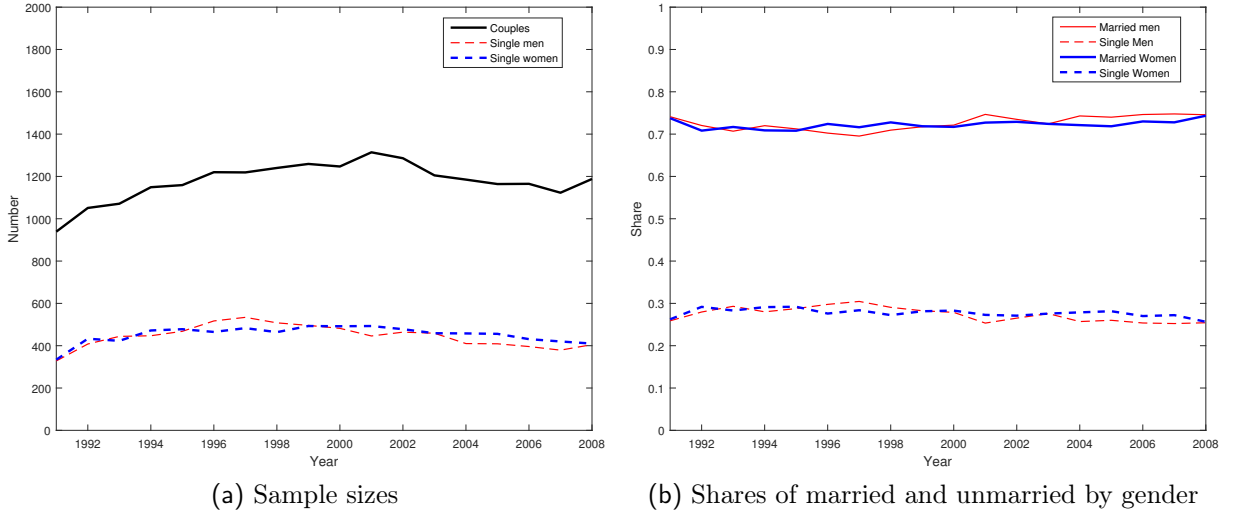 2000
1800
1600
1400
1200
1000
800
600
400
200
0
Number
1992 1994 1996 1998 2000 2002 2004 2006 2008
Year
Couples
Single men
Single women
(a) Sample sizes
1
0.9
0.8
0.7
0.6
0.5
0.4
0.3
0.2
0.1
0
Share
1992 1994 1996 1998 2000 2002 2004 2006 2008
Year
Married men
Single Men
Married Women
Single Women
(b) Shares of married and unmarried by gender